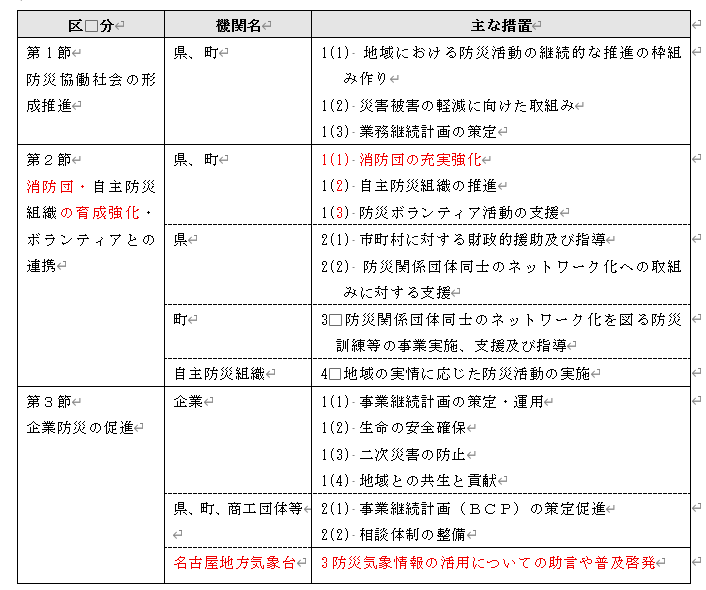 区□分 機関名 主な措置
第１節 県、町 1(1) 地域における防災活動の継続的な推進の枠組
防災協働社会の形 み作り
成推進 1(2) 災害被害の軽減に向けた取組み
1(3) 業務継続計画の策定
第２節 県、町 1(1) 消防団の充実強化
消防団・自主防災 1(2) 自主防災組織の推進
組織の育成強化・ 1(3) 防災ボランティア活動の支援
ボランティアとの 県 2(1) 市町村に対する財政的援助及び指導
連携 2(2) 防災関係団体同士のネットワーク化への取組
みに対する支援
町 3□防災関係団体同士のネットワーク化を図る防災
訓練等の事業実施、支援及び指導
自主防災組織 4□地域の実情に応じた防災活動の実施
第３節 企業 1(1) 事業継続計画の策定・運用
企業防災の促進 1(2) 生命の安全確保
1(3) 二次災害の防止
1(4) 地域との共生と貢献
県、町、商工団体等 2(1) 事業継続計画（ＢＣＰ）の策定促進
2(2) 相談体制の整備
名古屋地方気象台 3防災気象情報の活用についての助言や普及啓発